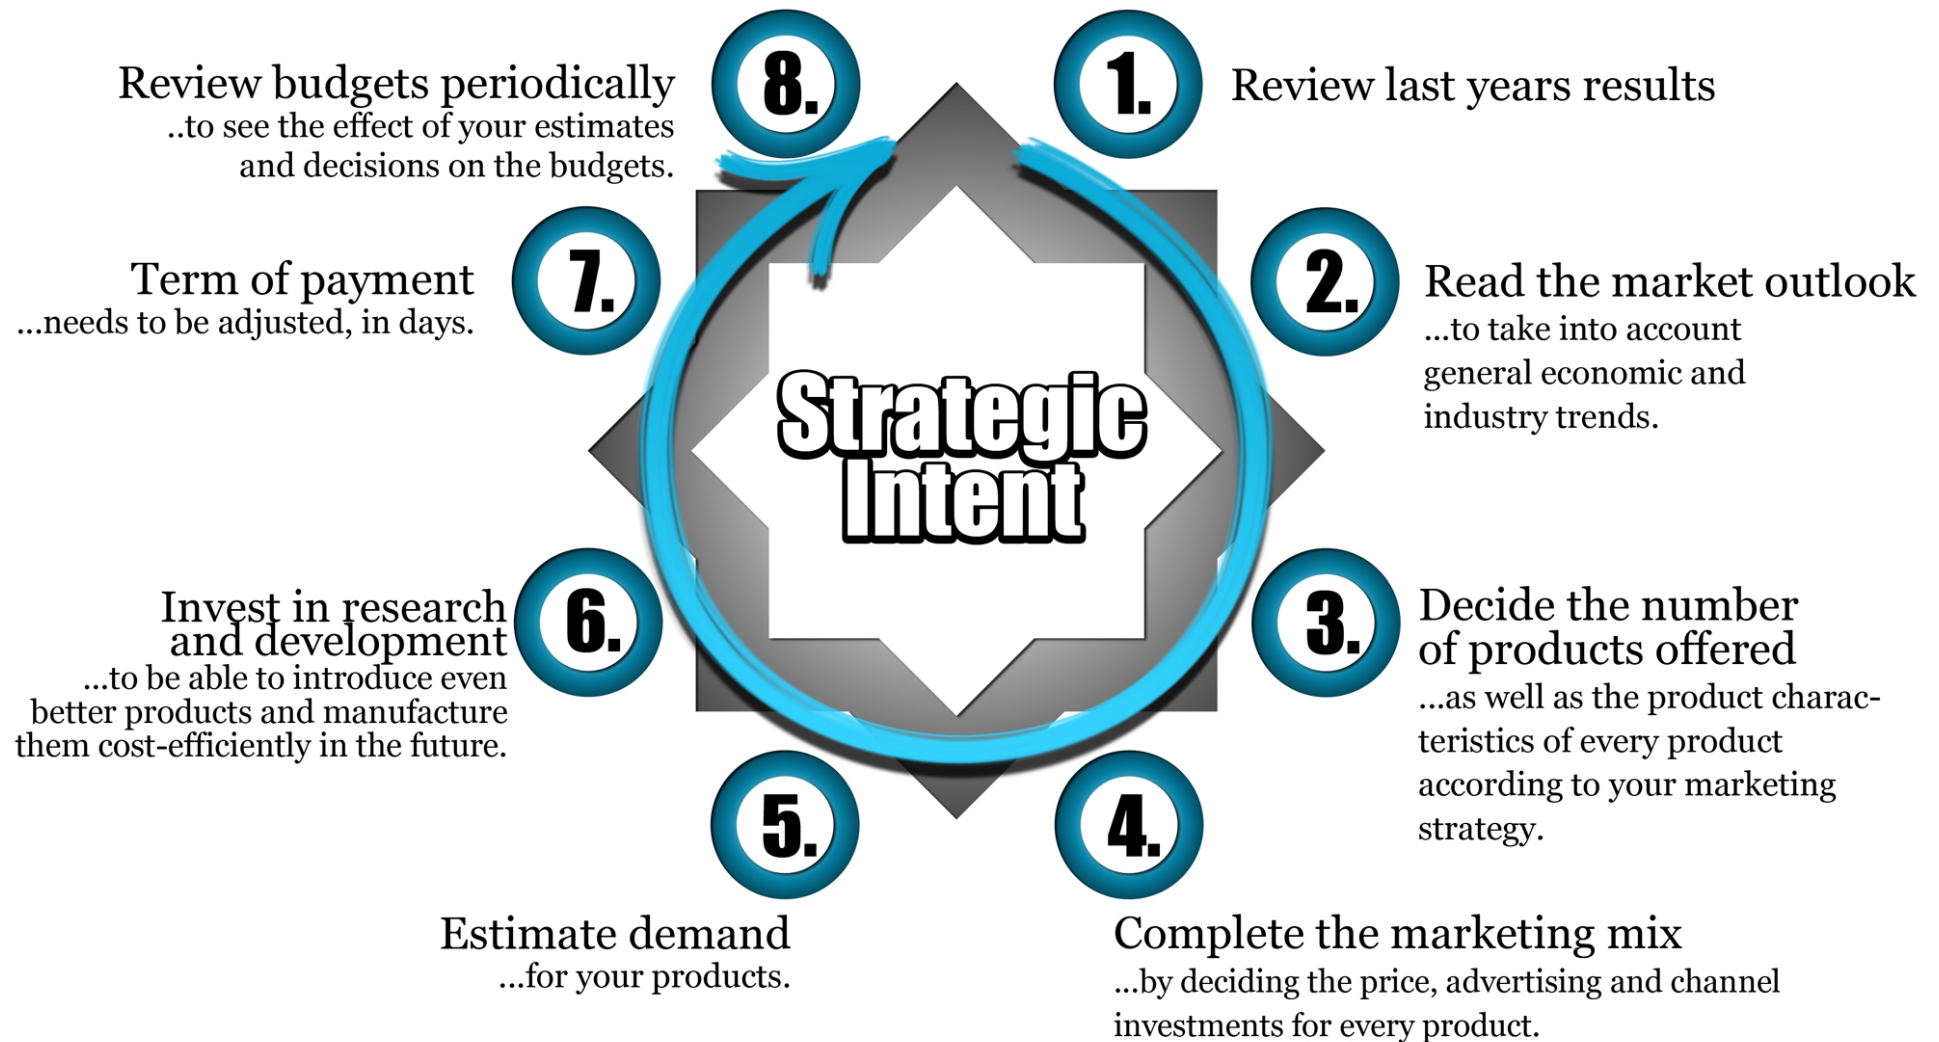 1.
Review last years results
2.
Read the market outlook
...to take into account
general economic and
industry trends.
3.
Decide the number
of products offered
...as well as the product charac-
teristics of every product
according to your marketing
strategy.
4.
Complete the marketing mix
...by deciding the price, advertising and channel
investments for every product.
5.
Estimate demand
...for your products.
6.
Invest in research
and development
...to be able to introduce even
better products and manufacture
them cost-efficiently in the future.
7.
Term of payment
...needs to be adjusted, in days.
8.
Review budgets periodically
..to see the effect of your estimates
and decisions on the budgets.
Strategic
Intent